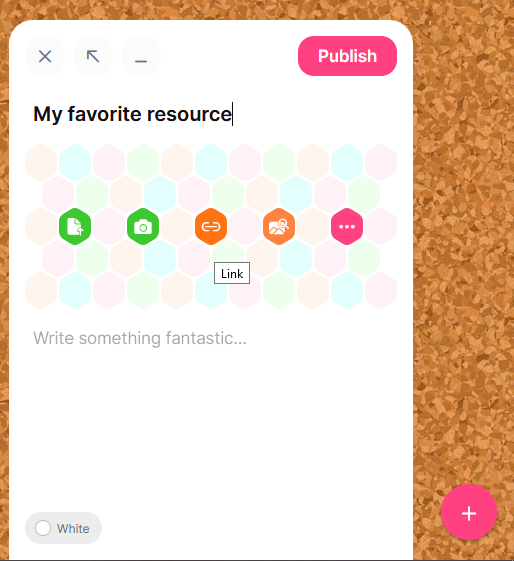 Publish
My favorite resource
Link
Write something fantastic...
White